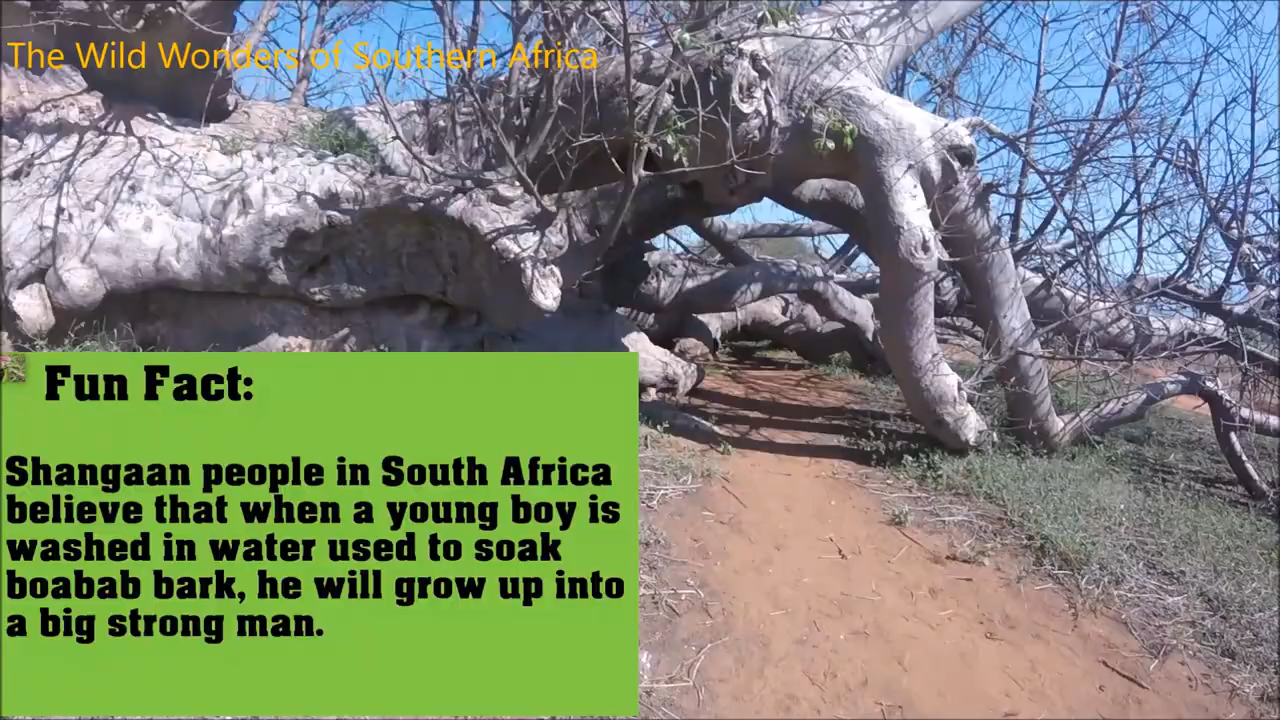 The Wild Wonders of Southern Africa
Fun Fact:
Shangaan people in South Africa
believe that when a young boy is
washed in water used to soak
boabab bark, he will grow up into
a big strong man.